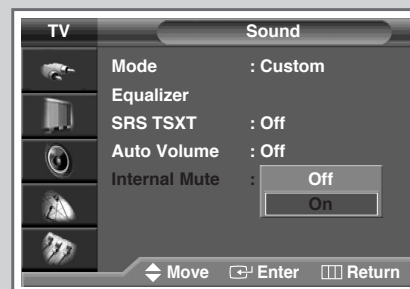 TV Sound
Mode : Custom
Equalizer
SRS TSXT : Off
Auto Volume : Off
Internal Mute : Off
On
Move Enter Return